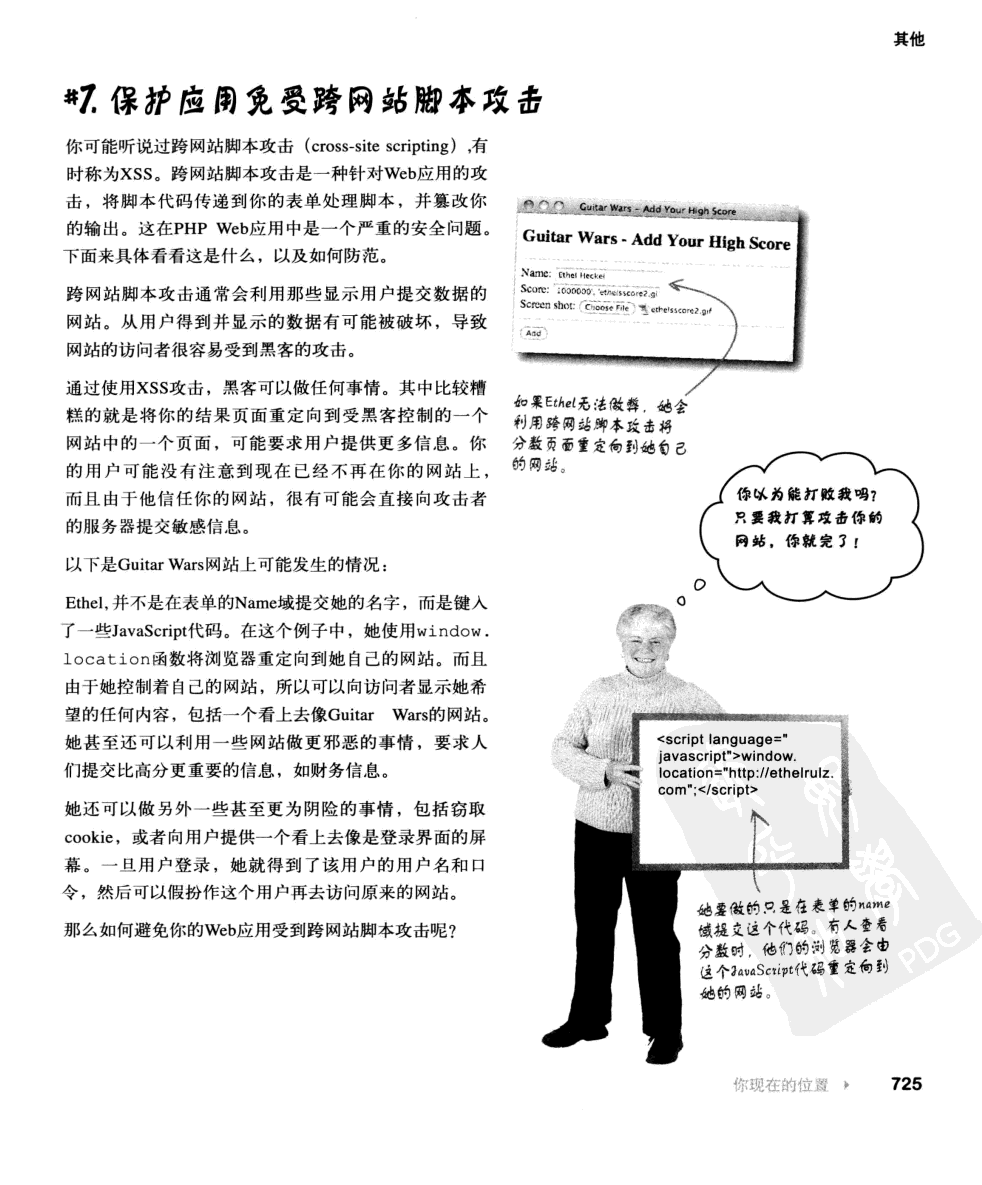 其他
#7. 保护应用免受跨网站脚本攻击
你可能听说过跨网站脚本攻击（cross-site scripting）,有
时称为XSS。跨网站脚本攻击是一种针对Web应用的攻
击，将脚本代码传递到你的表单处理脚本，并篡改你
的输出。这在PHP Web应用中是一个严重的安全问题。
下面来具体看看这是什么，以及如何防范。
跨网站脚本攻击通常会利用那些显示用户提交数据的
网站。从用户得到并显示的数据有可能被破坏，导致
网站的访问者很容易受到黑客的攻击。
通过使用XSS攻击，黑客可以做任何事情。其中比较糟
糕的就是将你的结果页面重定向到受黑客控制的一个
网站中的一个页面，可能要求用户提供更多信息。你
的用户可能没有注意到现在已经不再在你的网站上，
而且由于他信任你的网站，很有可能会直接向攻击者
的服务器提交敏感信息。
以下是Guitar Wars网站上可能发生的情况：
Ethel,并不是在表单的Name域提交她的名字，而是键入
了一些JavaScript代码。在这个例子中，她使用window.
location函数将浏览器重定向到她自己的网站。而且
由于她控制着自己的网站，所以可以向访问者显示她希
望的任何内容，包括一个看上去像Guitar Wars的网站。
她甚至还可以利用一些网站做更邪恶的事情，要求人
们提交比高分更重要的信息，如财务信息。
她还可以做另外一些甚至更为阴险的事情，包括窃取
cookie，或者向用户提供一个看上去像是登录界面的屏
幕。一旦用户登录，她就得到了该用户的用户名和口
令，然后可以假扮作这个用户再去访问原来的网站。
那么如何避免你的Web应用受到跨网站脚本攻击呢？
Guitar Wars - Add Your High Score
Guitar Wars - Add Your High Score
Name: Ethel Heckel
Score: 1000000', 'ethelsscore2.gi
Screen shot: Choose File ethelsscore2.gif
Add
如果Ethel无法做弊，她会
利用跨网站脚本攻击将
分数页面重定向到她自己
的网站。
你以为能打败我吗？
只要我打算攻击你的
网站，你就完了！
<script language="
javascript">window.
location="http://ethelrulz.
com";</script>
她要做的只是在表单的name
域提交这个代码。有人查看
分数时，他们的浏览器会由
这个JavaScript代码重定向到
她的网站。
PDG
你现在的位置 ▸ 725